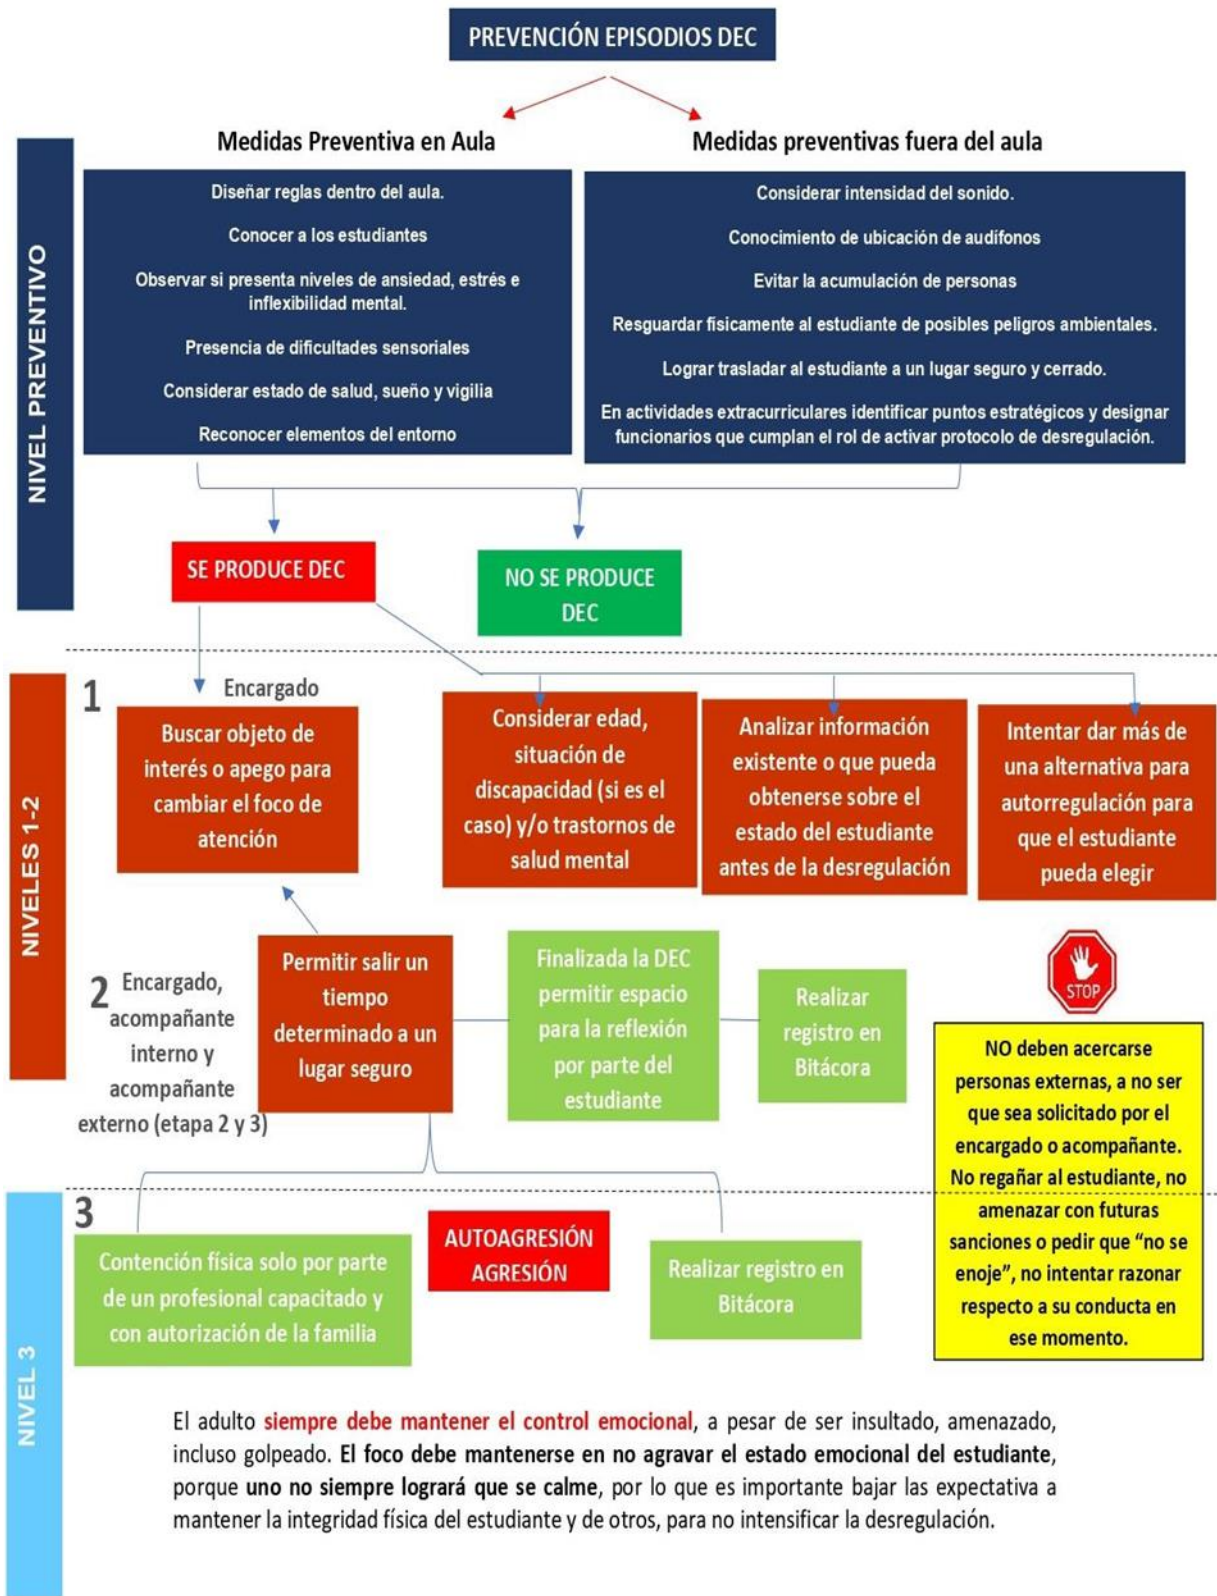 PREVENCIÓN EPISODIOS DEC
Medidas Preventiva en Aula
Medidas preventivas fuera del aula
NIVEL PREVENTIVO
Diseñar reglas dentro del aula.
Conocer a los estudiantes
Observar si presenta niveles de ansiedad, estrés e
inflexibilidad mental.
Presencia de dificultades sensoriales
Considerar estado de salud, sueño y vigilia
Reconocer elementos del entorno
Considerar intensidad del sonido.
Conocimiento de ubicación de audífonos
Evitar la acumulación de personas
Resguardar físicamente al estudiante de posibles peligros ambientales.
Lograr trasladar al estudiante a un lugar seguro y cerrado.
En actividades extracurriculares identificar puntos estratégicos y designar
funcionarios que cumplan el rol de activar protocolo de desregulación.
SE PRODUCE DEC
NO SE PRODUCE
DEC
NIVELES 1-2
1
Encargado
Buscar objeto de
interés o apego para
cambiar el foco de
atención
Considerar edad,
situación de
discapacidad (si es el
caso) y/o trastornos de
salud mental
Analizar información
existente o que pueda
obtenerse sobre el
estado del estudiante
antes de la desregulación
Intentar dar más de
una alternativa para
autorregulación para
que el estudiante
pueda elegir
2
Encargado,
acompañante
interno y
acompañante
externo (etapa 2 y 3)
Permitir salir un
tiempo
determinado a un
lugar seguro
Finalizada la DEC
permitir espacio
para la reflexión
por parte del
estudiante
Realizar
registro en
Bitácora
STOP
NO deben acercarse
personas externas, a no ser
que sea solicitado por el
encargado o acompañante.
No regañar al estudiante, no
amenazar con futuras
sanciones o pedir que “no se
enoje”, no intentar razonar
respecto a su conducta en
ese momento.
NIVEL 3
3
Contención física solo por parte
de un profesional capacitado y
con autorización de la familia
AUTOAGRESIÓN
AGRESIÓN
Realizar registro en
Bitácora
El adulto siempre debe mantener el control emocional, a pesar de ser insultado, amenazado,
incluso golpeado. El foco debe mantenerse en no agravar el estado emocional del estudiante,
porque uno no siempre logrará que se calme, por lo que es importante bajar las expectativa a
mantener la integridad física del estudiante y de otros, para no intensificar la desregulación.